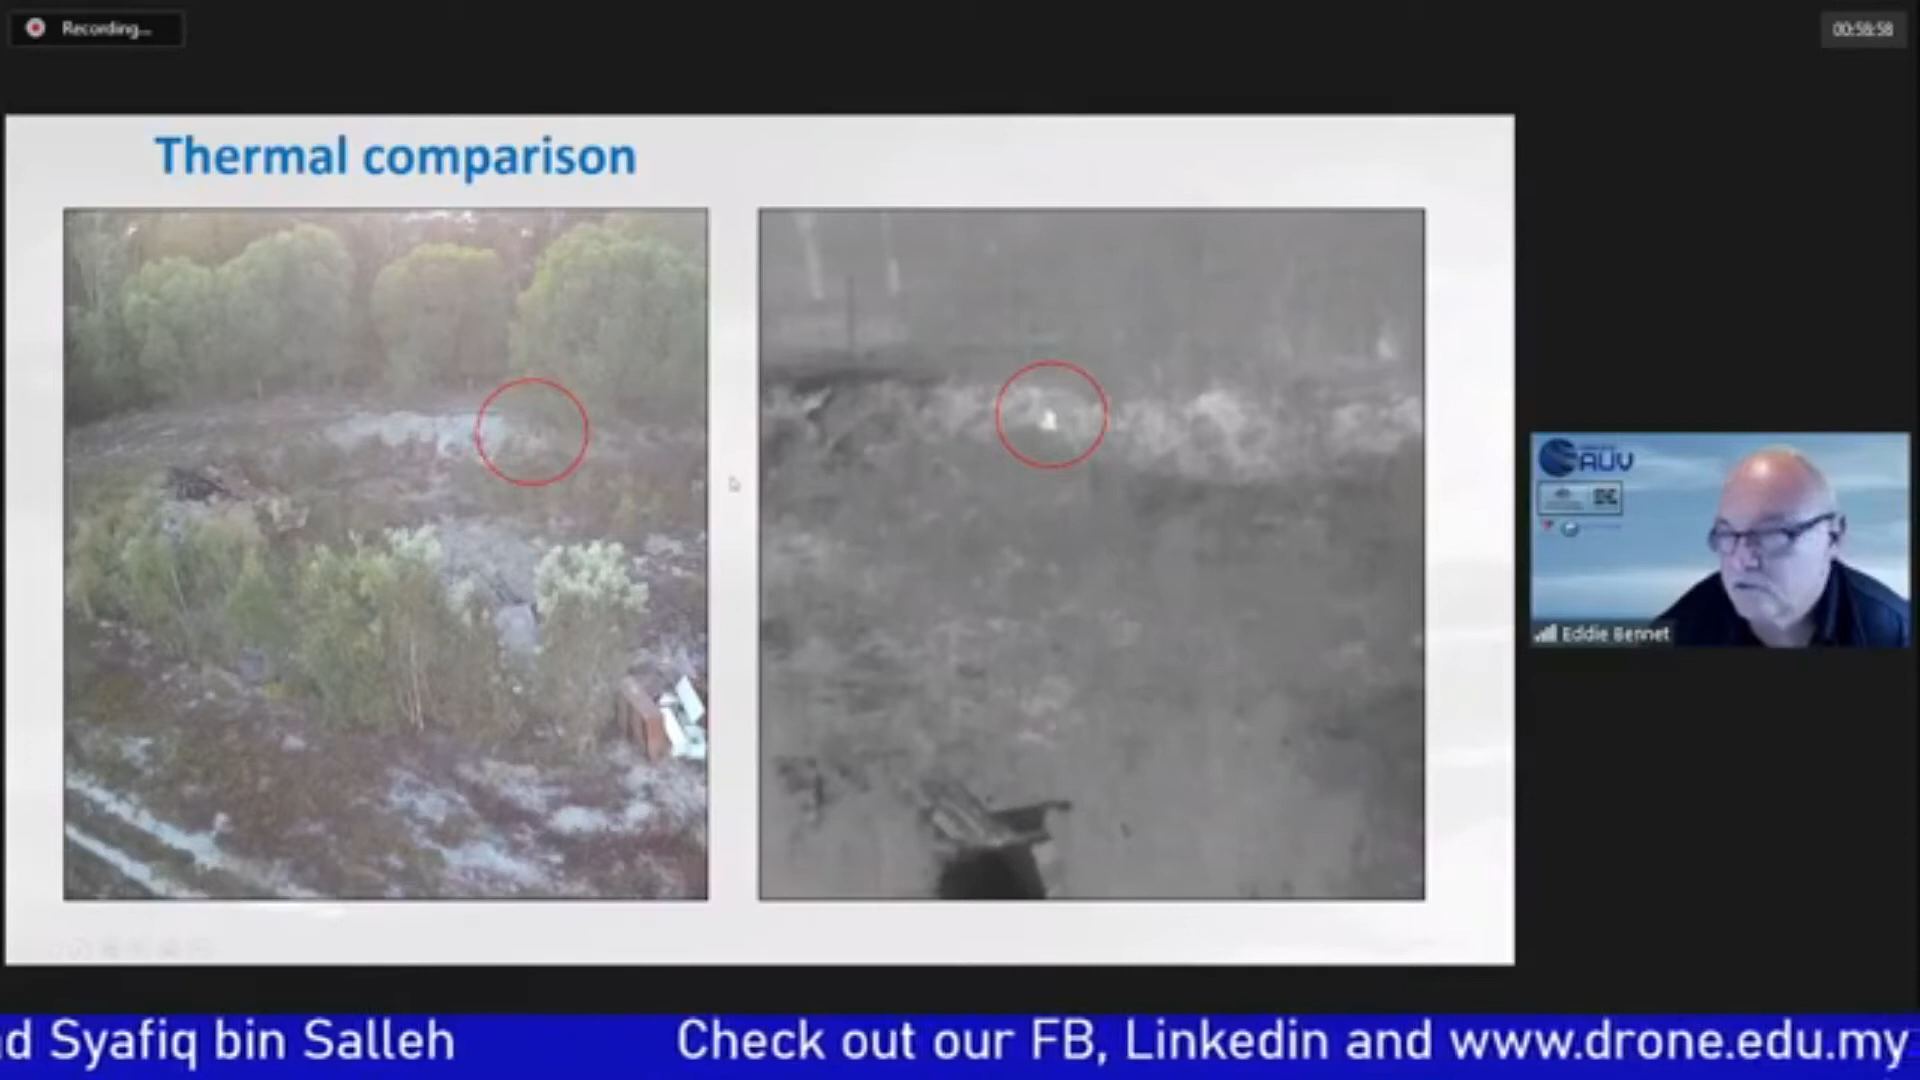 Recording...
00:58:58
Thermal comparison
AUV
Eddie Bennet
d Syafiq bin Salleh Check out our FB, Linkedin and www.drone.edu.my